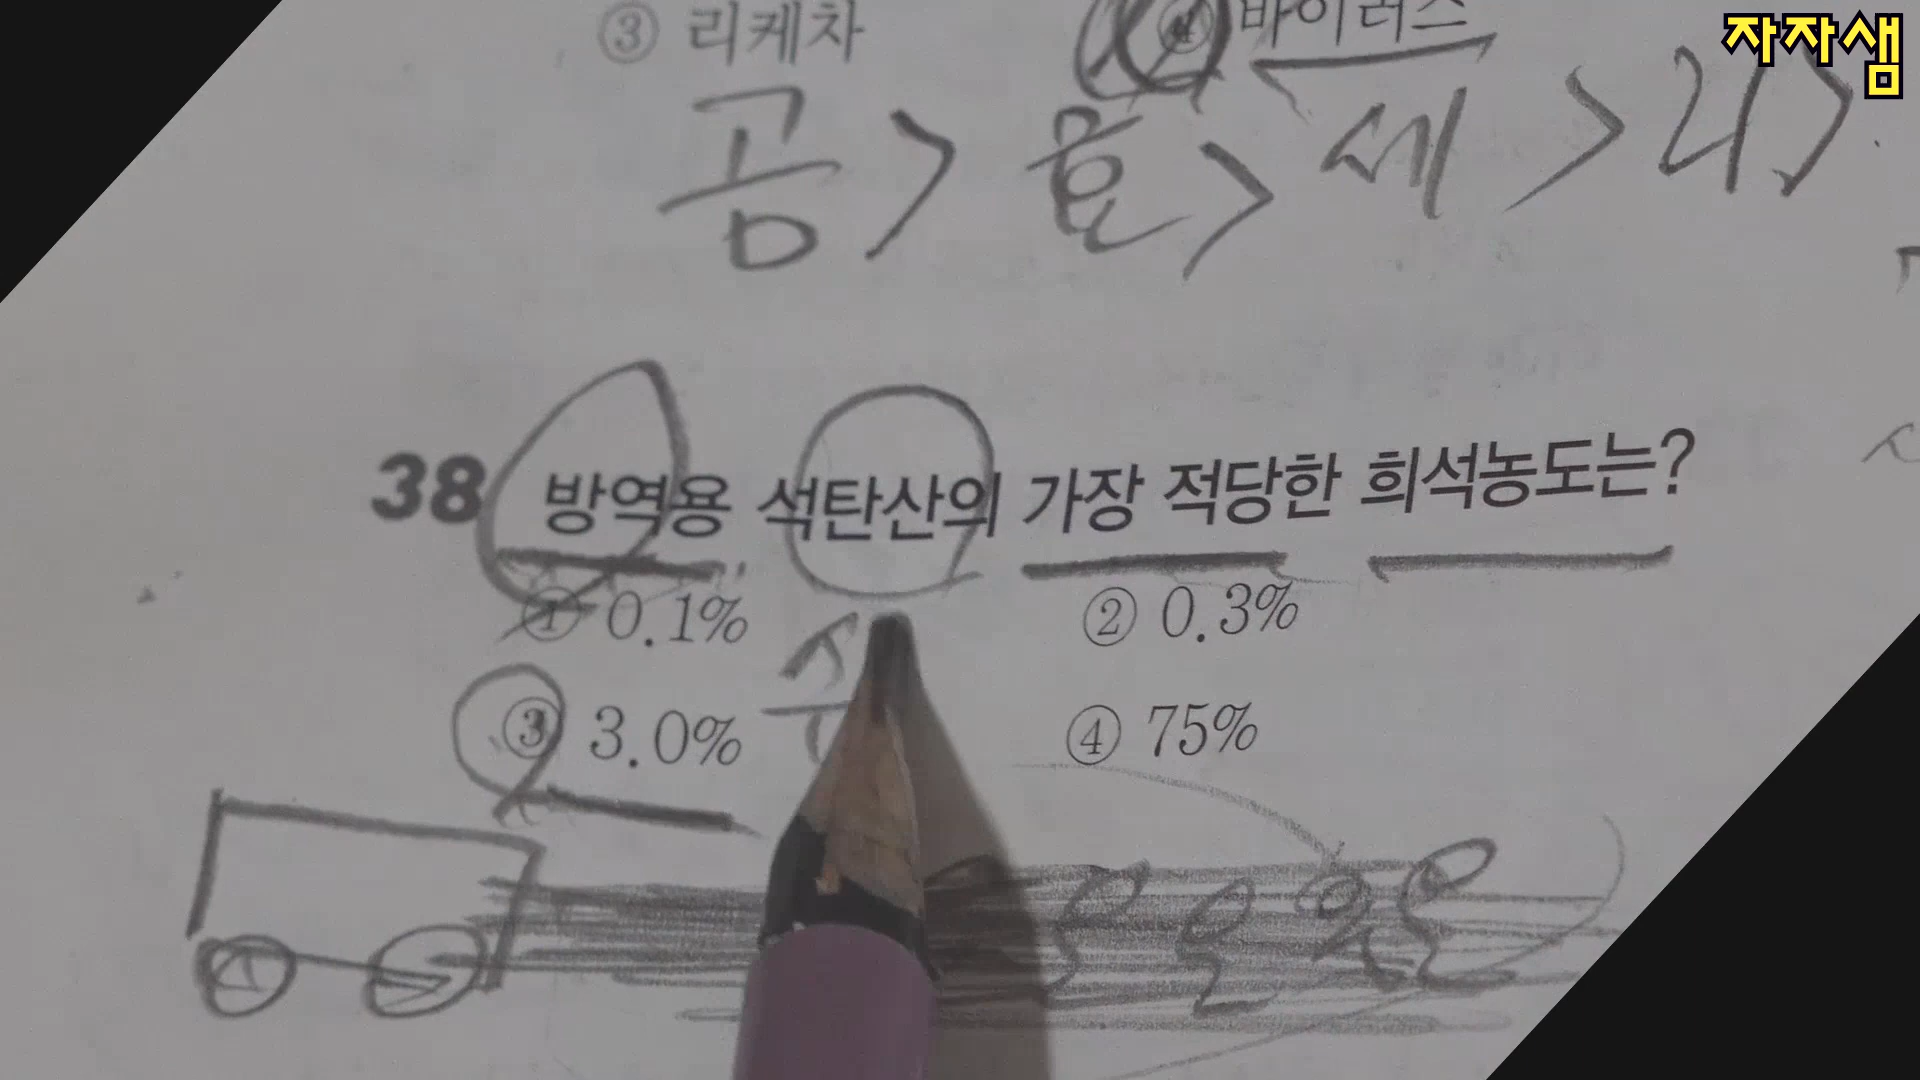 자자샘
③ 리케차 ④ 바이러스
곰 > 효 > 세 > 리 >
38 방역용 석탄산의 가장 적당한 희석농도는?
① 0.1% ② 0.3%
③ 3.0% ④ 75%